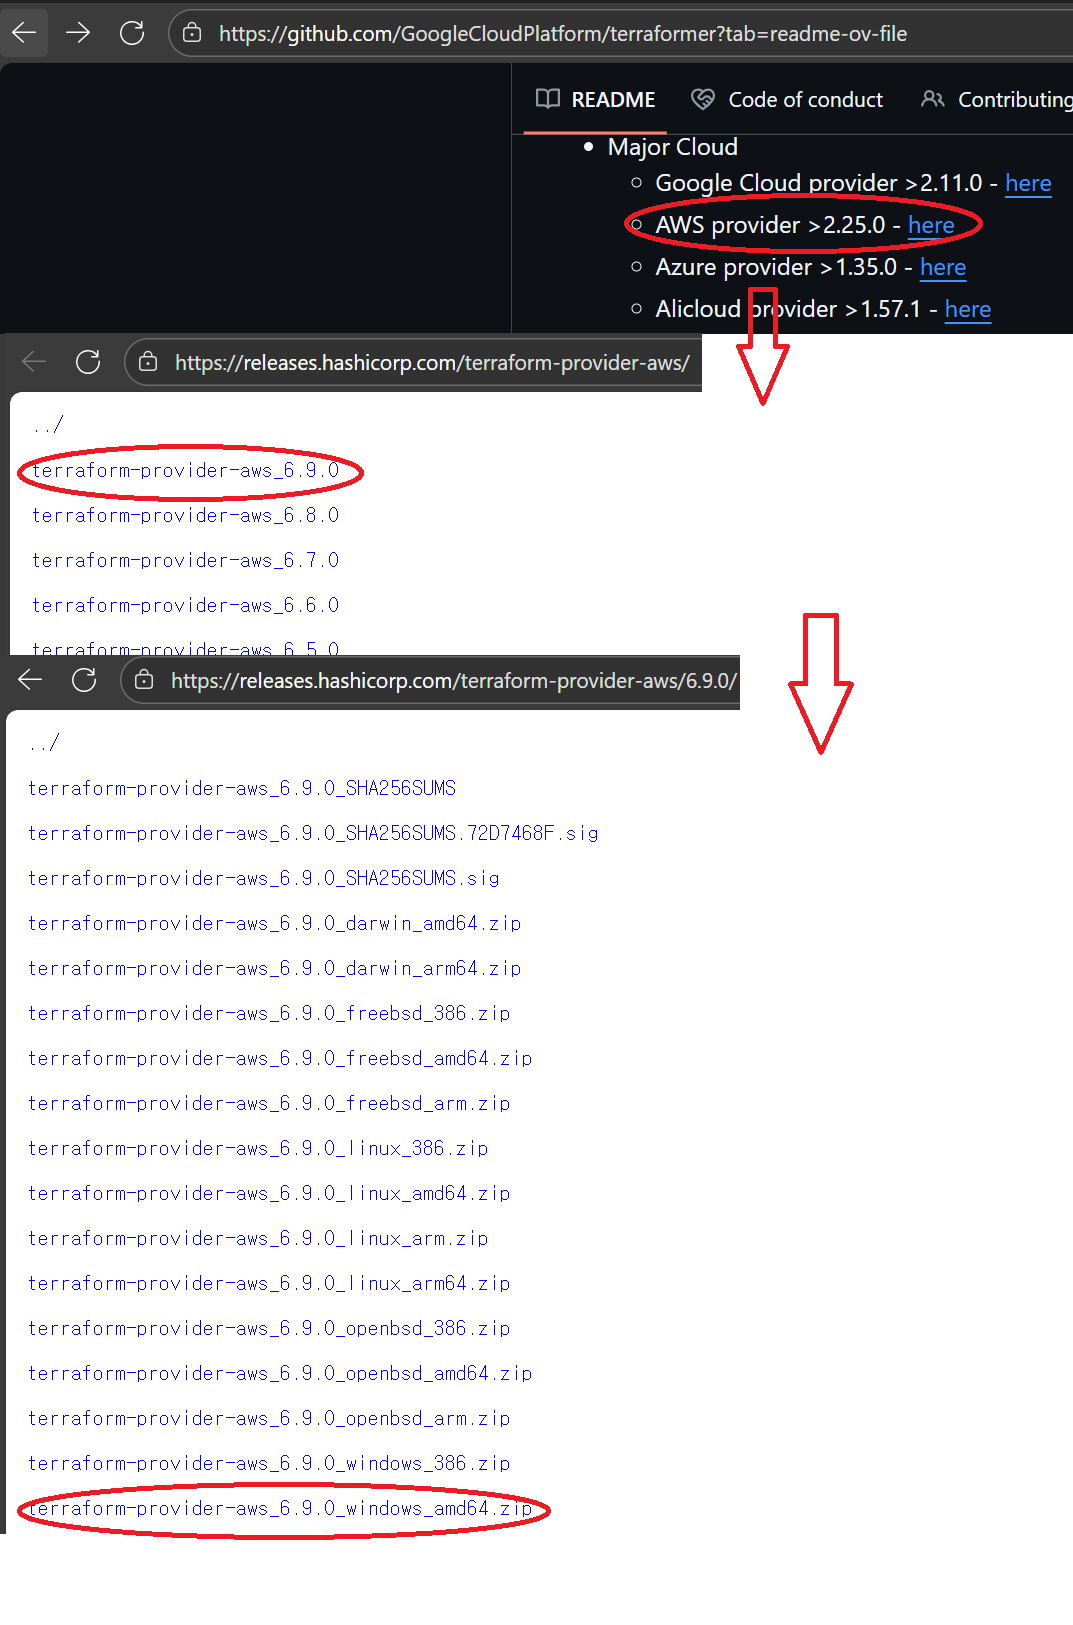 https://github.com/GoogleCloudPlatform/terraformer?tab=readme-ov-file
README Code of conduct Contributing
Major Cloud
Google Cloud provider >2.11.0 - here
AWS provider >2.25.0 - here
Azure provider >1.35.0 - here
Alicloud provider >1.57.1 - here
https://releases.hashicorp.com/terraform-provider-aws/
../
terraform-provider-aws_6.9.0
terraform-provider-aws_6.8.0
terraform-provider-aws_6.7.0
terraform-provider-aws_6.6.0
terraform-provider-aws_6.5.0
https://releases.hashicorp.com/terraform-provider-aws/6.9.0/
../
terraform-provider-aws_6.9.0_SHA256SUMS
terraform-provider-aws_6.9.0_SHA256SUMS.72D7468F.sig
terraform-provider-aws_6.9.0_SHA256SUMS.sig
terraform-provider-aws_6.9.0_darwin_amd64.zip
terraform-provider-aws_6.9.0_darwin_arm64.zip
terraform-provider-aws_6.9.0_freebsd_386.zip
terraform-provider-aws_6.9.0_freebsd_amd64.zip
terraform-provider-aws_6.9.0_freebsd_arm.zip
terraform-provider-aws_6.9.0_linux_386.zip
terraform-provider-aws_6.9.0_linux_amd64.zip
terraform-provider-aws_6.9.0_linux_arm.zip
terraform-provider-aws_6.9.0_linux_arm64.zip
terraform-provider-aws_6.9.0_openbsd_386.zip
terraform-provider-aws_6.9.0_openbsd_amd64.zip
terraform-provider-aws_6.9.0_openbsd_arm.zip
terraform-provider-aws_6.9.0_windows_386.zip
terraform-provider-aws_6.9.0_windows_amd64.zip